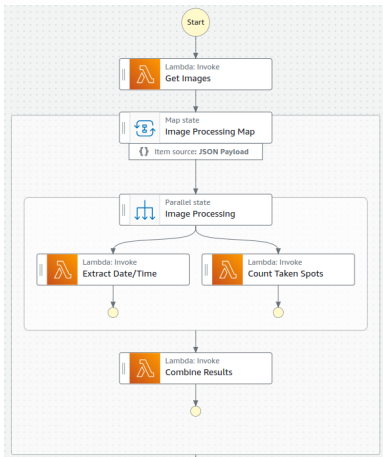 Start
Lambda: Invoke
Get Images
Map state
Image Processing Map
{} Item source: JSON Payload
Parallel state
Image Processing
Lambda: Invoke
Extract Date/Time
Lambda: Invoke
Count Taken Spots
Lambda: Invoke
Combine Results